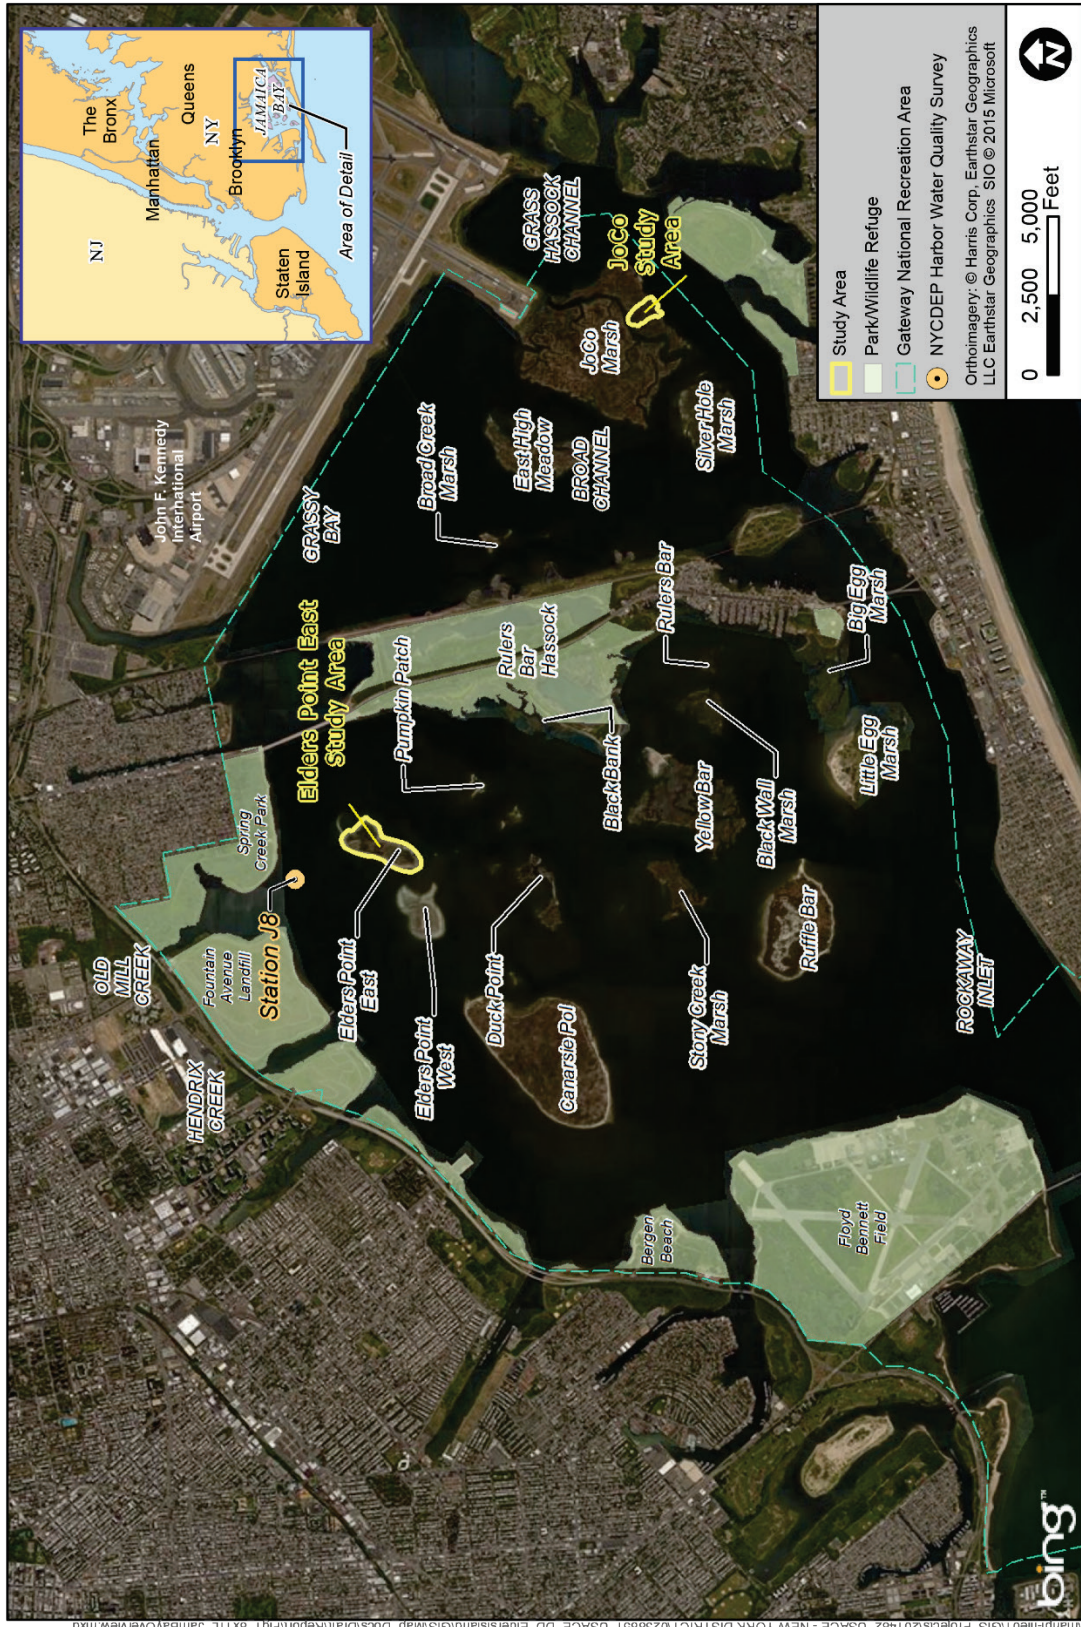 NJ
The
Bronx
Manhattan
Queens
NY
Brooklyn
JAMAICA
BAY
Staten
Island
Area of Detail
John F. Kennedy
International
Airport
GRASSY
BAY
GRASS
HASSOCK
CHANNEL
JoCo
Study
Area
JoCo
Marsh
Broad Creek
Marsh
East High
Meadow
BROAD
CHANNEL
Silver Hole
Marsh
Elders Point East
Study Area
Pumpkin Patch
Rulers
Bar
Hassock
Rulers Bar
Big Egg
Marsh
Black Bank
Yellow Bar
Black Wall
Marsh
Little Egg
Marsh
Spring
Creek Park
OLD
MILL
CREEK
Fountain
Avenue
Landfill
Station J8
HENDRIX
CREEK
Elders Point
East
Elders Point
West
Duck Point
Canarsie Pol
Stony Creek
Marsh
Ruffle Bar
ROCKAWAY
INLET
Bergen
Beach
Floyd
Bennett
Field
Study Area
Park/Wildlife Refuge
Gateway National Recreation Area
NYCDEP Harbor Water Quality Survey
Orthoimagery: © Harris Corp, Earthstar Geographics
LLC Earthstar Geographics SIO © 2015 Microsoft
0 2,500 5,000
Feet
N
bing™